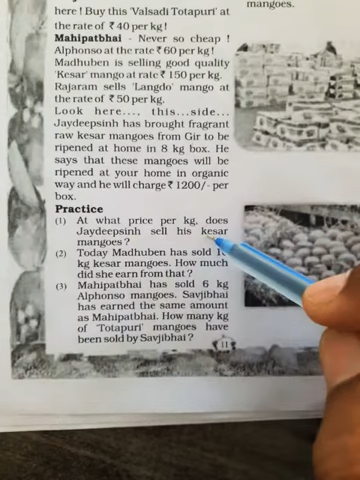 mangoes.
here ! Buy this 'Valsadi Totapuri' at
the rate of ₹ 40 per kg !
Mahipatbhai - Never so cheap !
Alphonso at the rate ₹ 60 per kg !
Madhuben is selling good quality
'Kesar' mango at rate ₹ 150 per kg.
Rajaram sells 'Langdo' mango at
the rate of ₹ 50 per kg.
Look here..., this...side...
Jaydeepsinh has brought fragrant
raw kesar mangoes from Gir to be
ripened at home in 8 kg box. He
says that these mangoes will be
ripened at your home in organic
way and he will charge ₹ 1200/- per
box.
Practice
(1) At what price per kg, does
Jaydeepsinh sell his kesar
mangoes ?
(2) Today Madhuben has sold
kg kesar mangoes. How much
did she earn from that ?
(3) Mahipatbhai has sold 6 kg
Alphonso mangoes. Savjibhai
has earned the same amount
as Mahipatbhai. How many kg
of 'Totapuri' mangoes have
been sold by Savjibhai ?
11